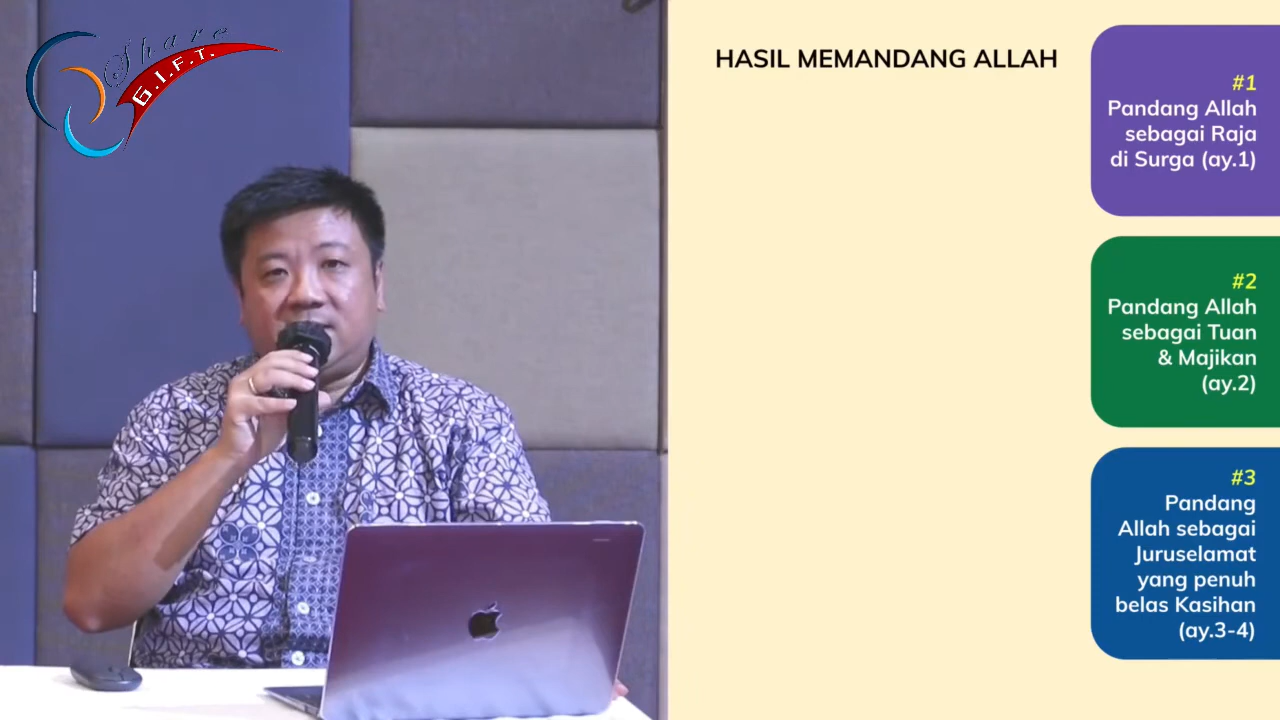 Share
G.I.F.T.
HASIL MEMANDANG ALLAH
#1
Pandang Allah
sebagai Raja
di Surga (ay.1)
#2
Pandang Allah
sebagai Tuan
& Majikan
(ay.2)
#3
Pandang
Allah sebagai
Juruselamat
yang penuh
belas Kasihan
(ay.3-4)